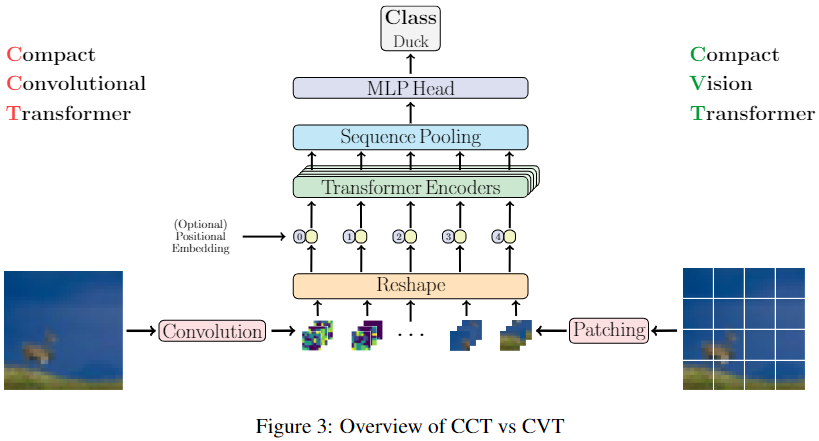 Class
Duck
Compact
Convolutional
Transformer
Compact
Vision
Transformer
MLP Head
Sequence Pooling
Transformer Encoders
(Optional)
Positional
Embedding
0 1 2 3 4
Reshape
Convolution
. . .
Patching
Figure 3: Overview of CCT vs CVT